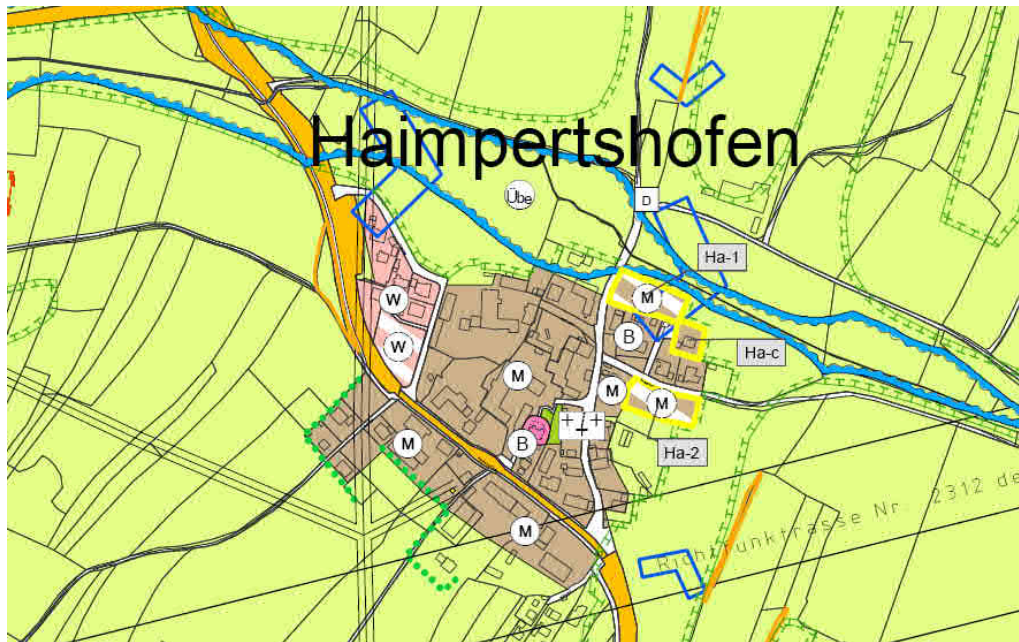 Haimpertshofen
Übe
D
Ha-1
W
M
B
W
Ha-c
M
M
M
M
B
Ha-2
M
Richtfunktrasse Nr. 2312 de